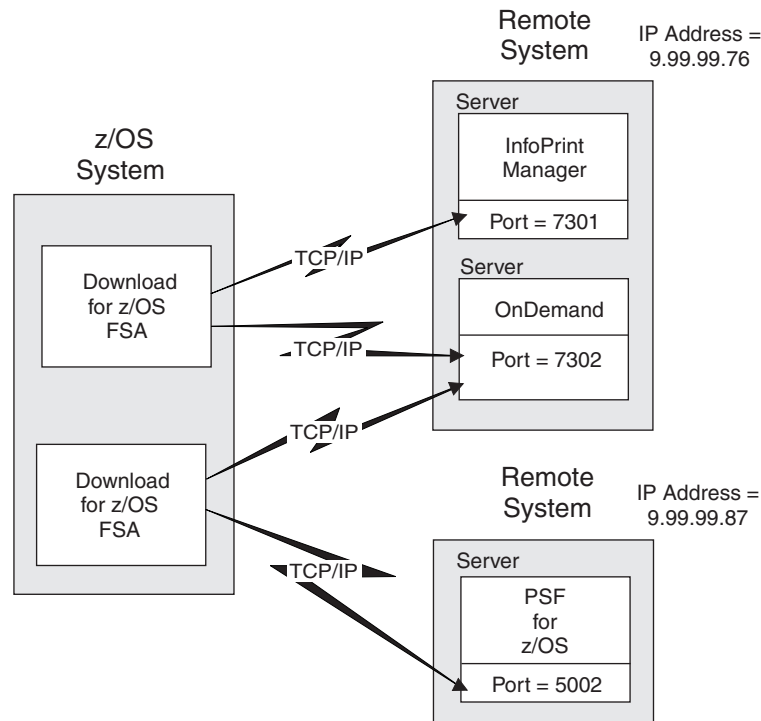 Remote
System
IP Address =
9.99.99.76
z/OS
System
Server
InfoPrint
Manager
Port = 7301
Download
for z/OS
FSA
TCP/IP
TCP/IP
Server
OnDemand
Port = 7302
Download
for z/OS
FSA
TCP/IP
TCP/IP
Remote
System
IP Address =
9.99.99.87
Server
PSF
for
z/OS
Port = 5002